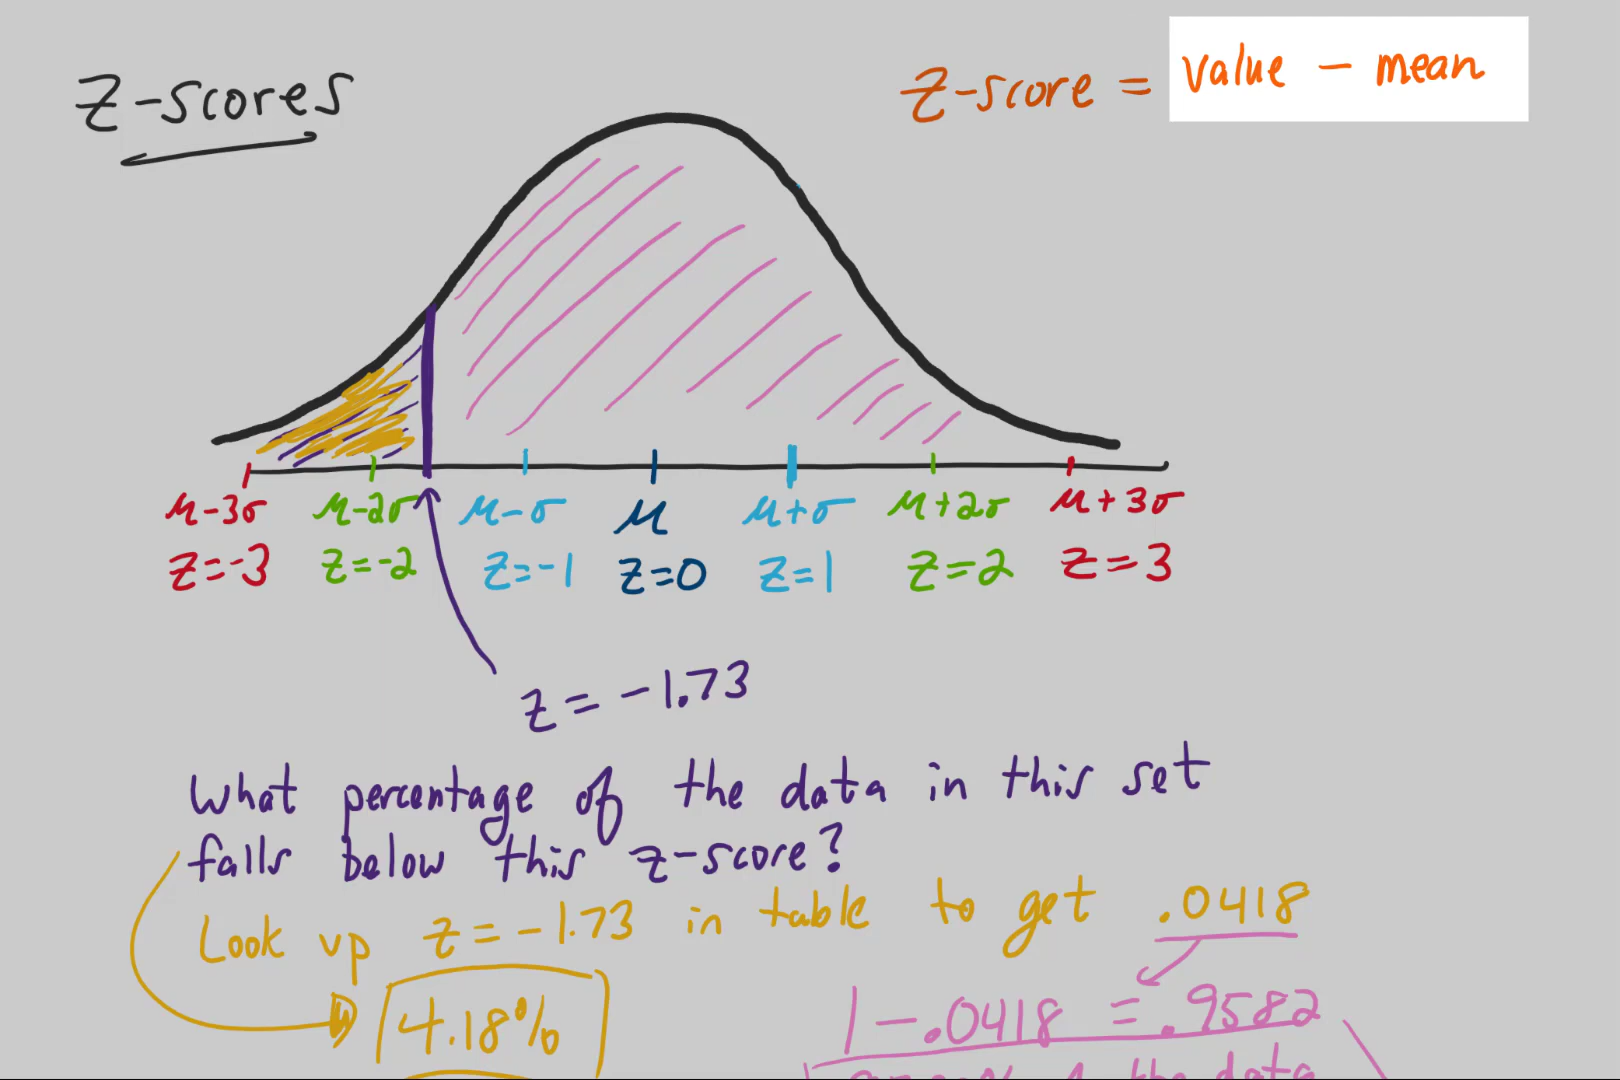 Z-scores
Z-score = value - mean
μ-3σ μ-2σ μ-σ μ μ+σ μ+2σ μ+3σ
Z=-3 Z=-2 Z=-1 Z=0 Z=1 Z=2 Z=3
Z = -1.73
What percentage of the data in this set
falls below this z-score?
Look up Z = -1.73 in table to get .0418
4.18%
1-.0418 = .9582
the data